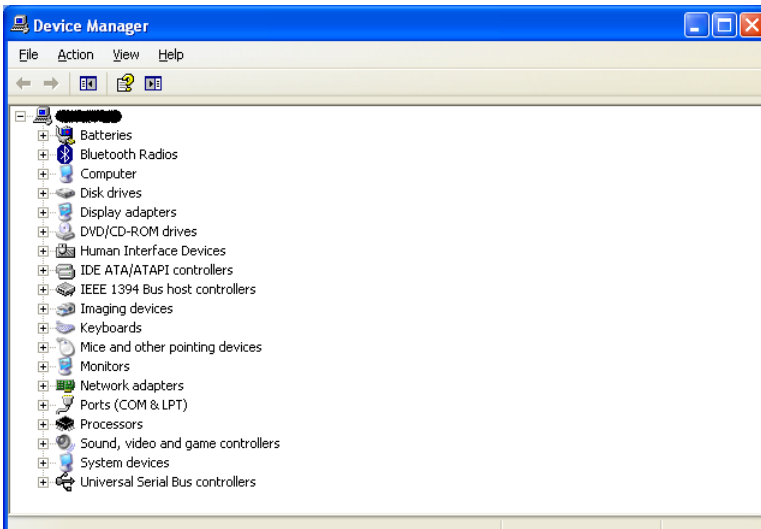 Device Manager
File Action View Help
Batteries
Bluetooth Radios
Computer
Disk drives
Display adapters
DVD/CD-ROM drives
Human Interface Devices
IDE ATA/ATAPI controllers
IEEE 1394 Bus host controllers
Imaging devices
Keyboards
Mice and other pointing devices
Monitors
Network adapters
Ports (COM & LPT)
Processors
Sound, video and game controllers
System devices
Universal Serial Bus controllers